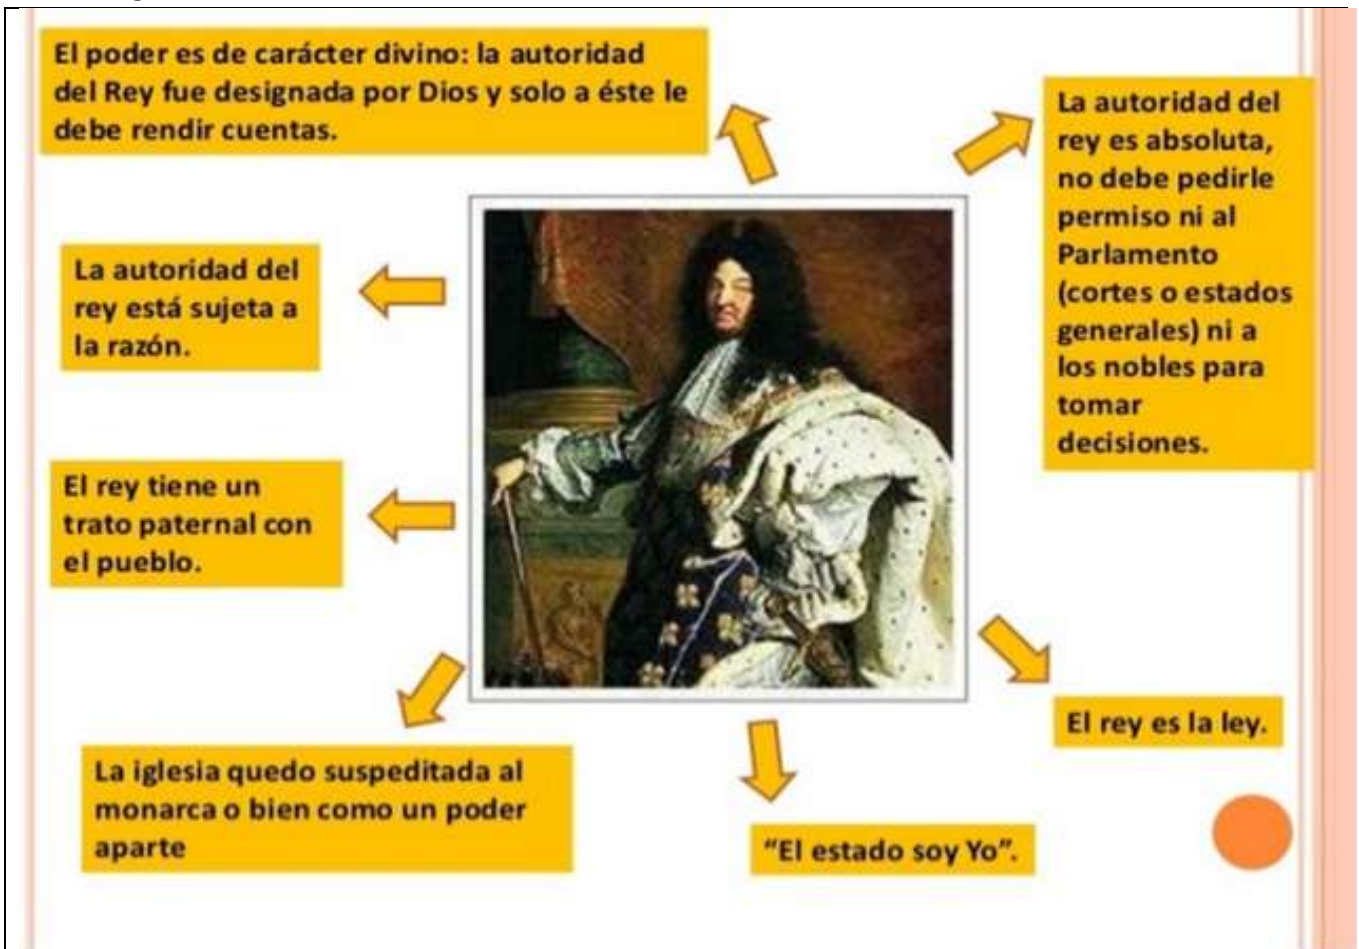 El poder es de carácter divino: la autoridad
del Rey fue designada por Dios y solo a éste le
debe rendir cuentas.
La autoridad del
rey es absoluta,
no debe pedirle
permiso ni al
Parlamento
(cortes o estados
generales) ni a
los nobles para
tomar
decisiones.
La autoridad del
rey está sujeta a
la razón.
El rey tiene un
trato paternal con
el pueblo.
La iglesia quedo suspeditada al
monarca o bien como un poder
aparte
“El estado soy Yo”.
El rey es la ley.